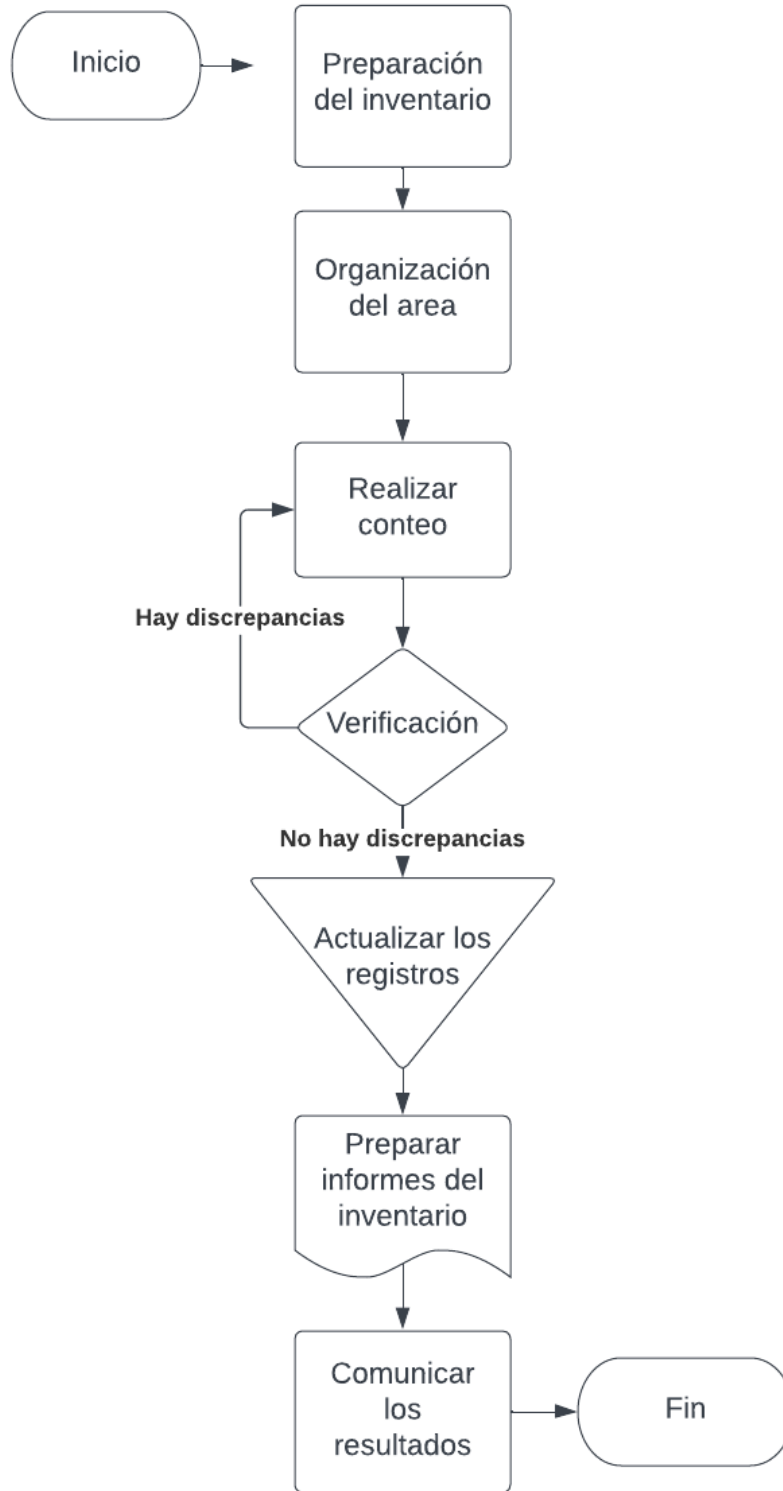 Inicio
Preparación
del inventario
Organización
del area
Realizar
conteo
Hay discrepancias
Verificación
No hay discrepancias
Actualizar los
registros
Preparar
informes del
inventario
Comunicar
los
resultados
Fin